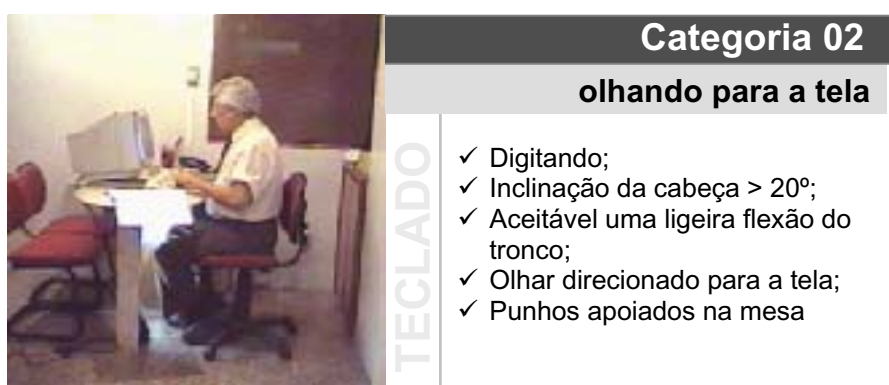 Categoria 02
olhando para a tela
TECLADO
✓ Digitando;
✓ Inclinação da cabeça > 20º;
✓ Aceitável uma ligeira flexão do
tronco;
✓ Olhar direcionado para a tela;
✓ Punhos apoiados na mesa